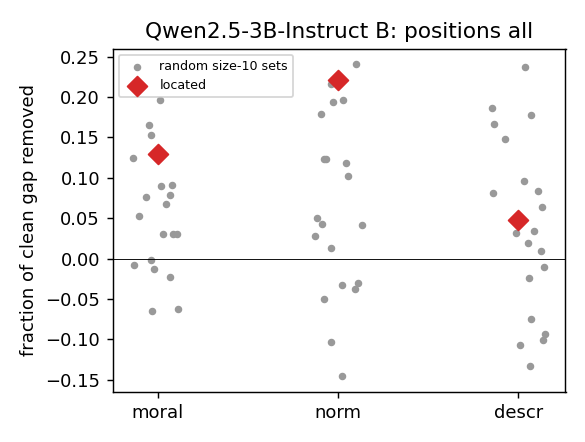 Qwen2.5-3B-Instruct B: positions all
random size-10 sets
located
fraction of clean gap removed
0.25
0.20
0.15
0.10
0.05
0.00
−0.05
−0.10
−0.15
moral
norm
descr